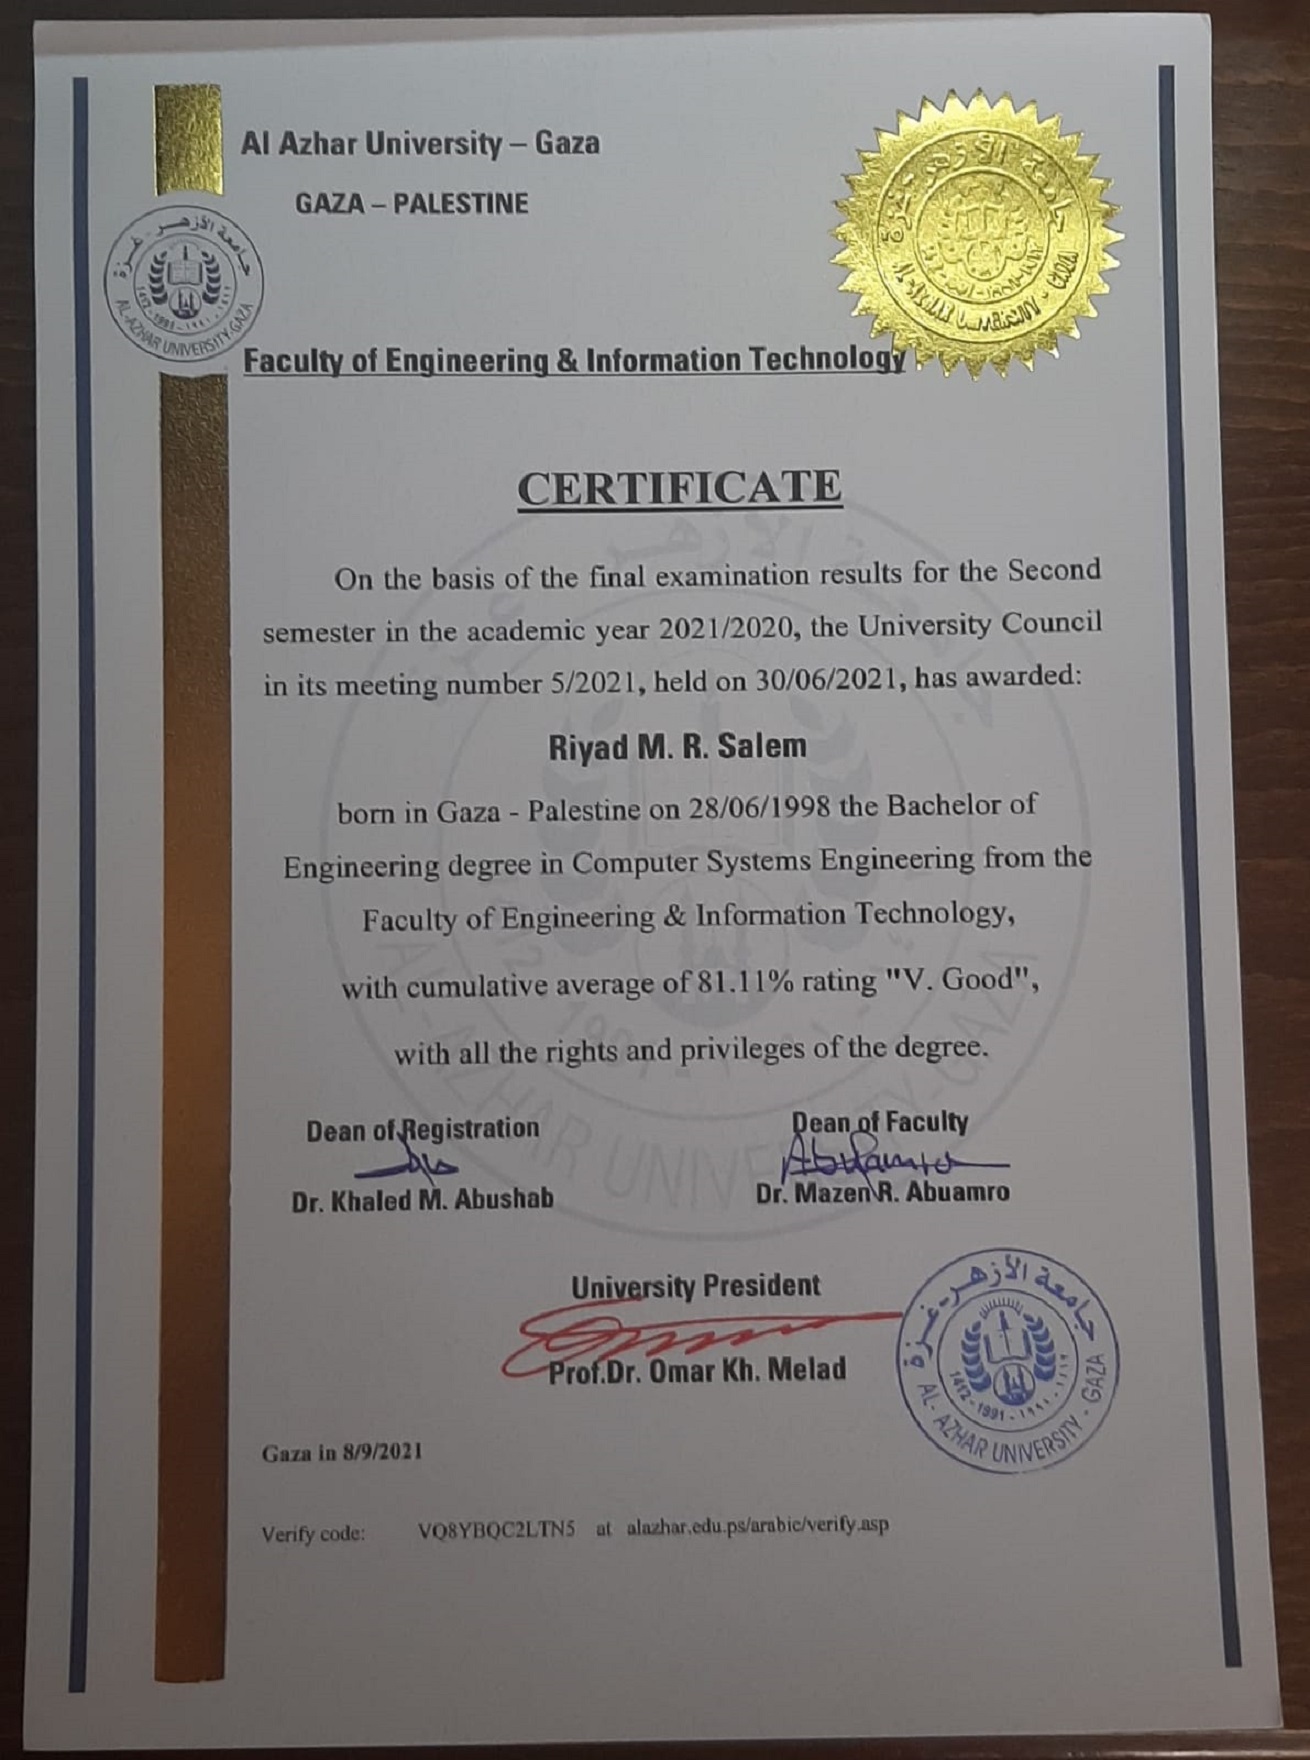 Al Azhar University – Gaza
GAZA – PALESTINE
جامعة الأزهر - غزة
1412 - 1991 - ١٩٩١ - ١٤١٢
AL-AZHAR UNIVERSITY-GAZA
جامعة الأزهر - غزة
AL-AZHAR UNIVERSITY - GAZA
Faculty of Engineering & Information Technology
CERTIFICATE
On the basis of the final examination results for the Second
semester in the academic year 2021/2020, the University Council
in its meeting number 5/2021, held on 30/06/2021, has awarded:
Riyad M. R. Salem
born in Gaza - Palestine on 28/06/1998 the Bachelor of
Engineering degree in Computer Systems Engineering from the
Faculty of Engineering & Information Technology,
with cumulative average of 81.11% rating "V. Good",
with all the rights and privileges of the degree.
Dean of Registration
Dean of Faculty
Abuamro
Dr. Khaled M. Abushab
Dr. Mazen R. Abuamro
University President
Prof.Dr. Omar Kh. Melad
جامعة الأزهر - غزة
1412 - 1991 - ١٩٩١ - ١٤١٢
AL- AZHAR UNIVERSITY - GAZA
Gaza in 8/9/2021
Verify code: VQ8YBQC2LTN5 at alazhar.edu.ps/arabic/verify.asp